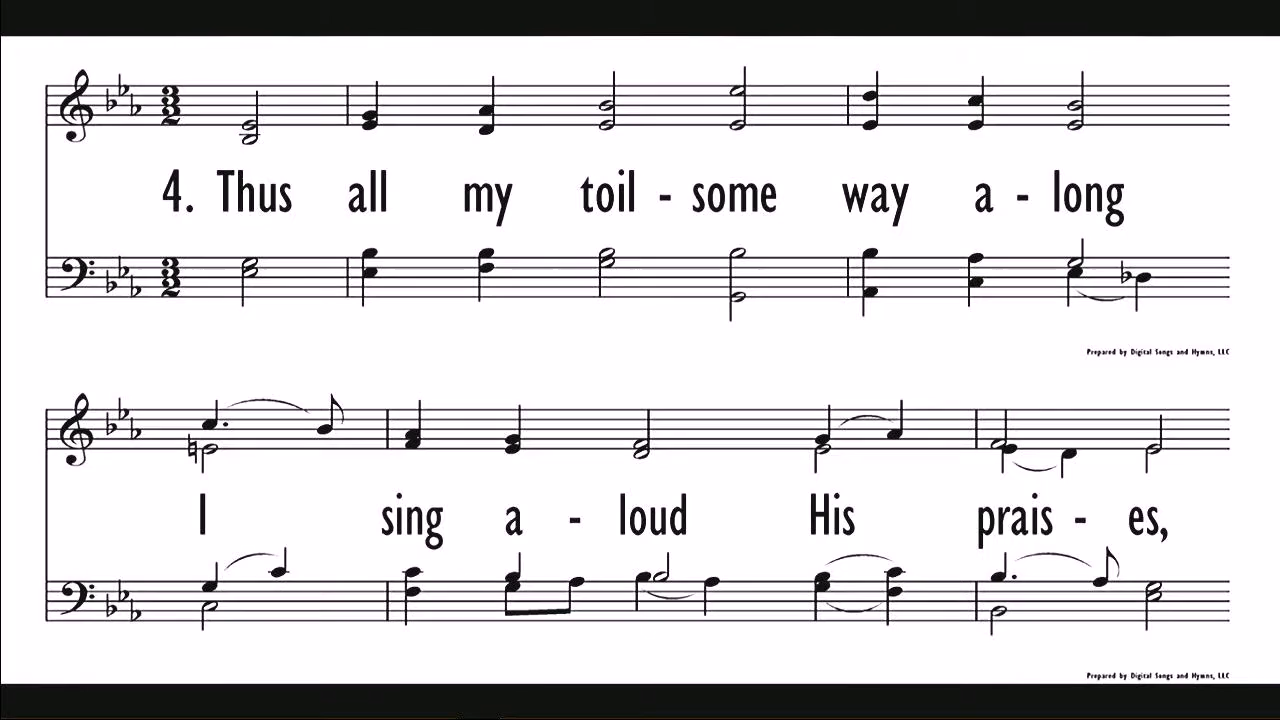 4. Thus all my toil - some way a - long
Prepared by Digital Songs and Hymns, LLC
I sing a - loud His prais - es,
Prepared by Digital Songs and Hymns, LLC